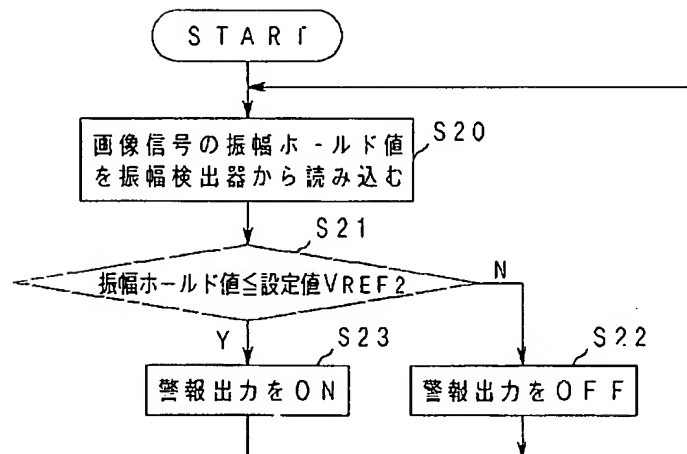 START
画像信号の振幅ホールド値
を振幅検出器から読み込む
S20
S21
振幅ホールド値≦設定値VREF2
N
Y
S23
S22
警報出力をON
警報出力をOFF